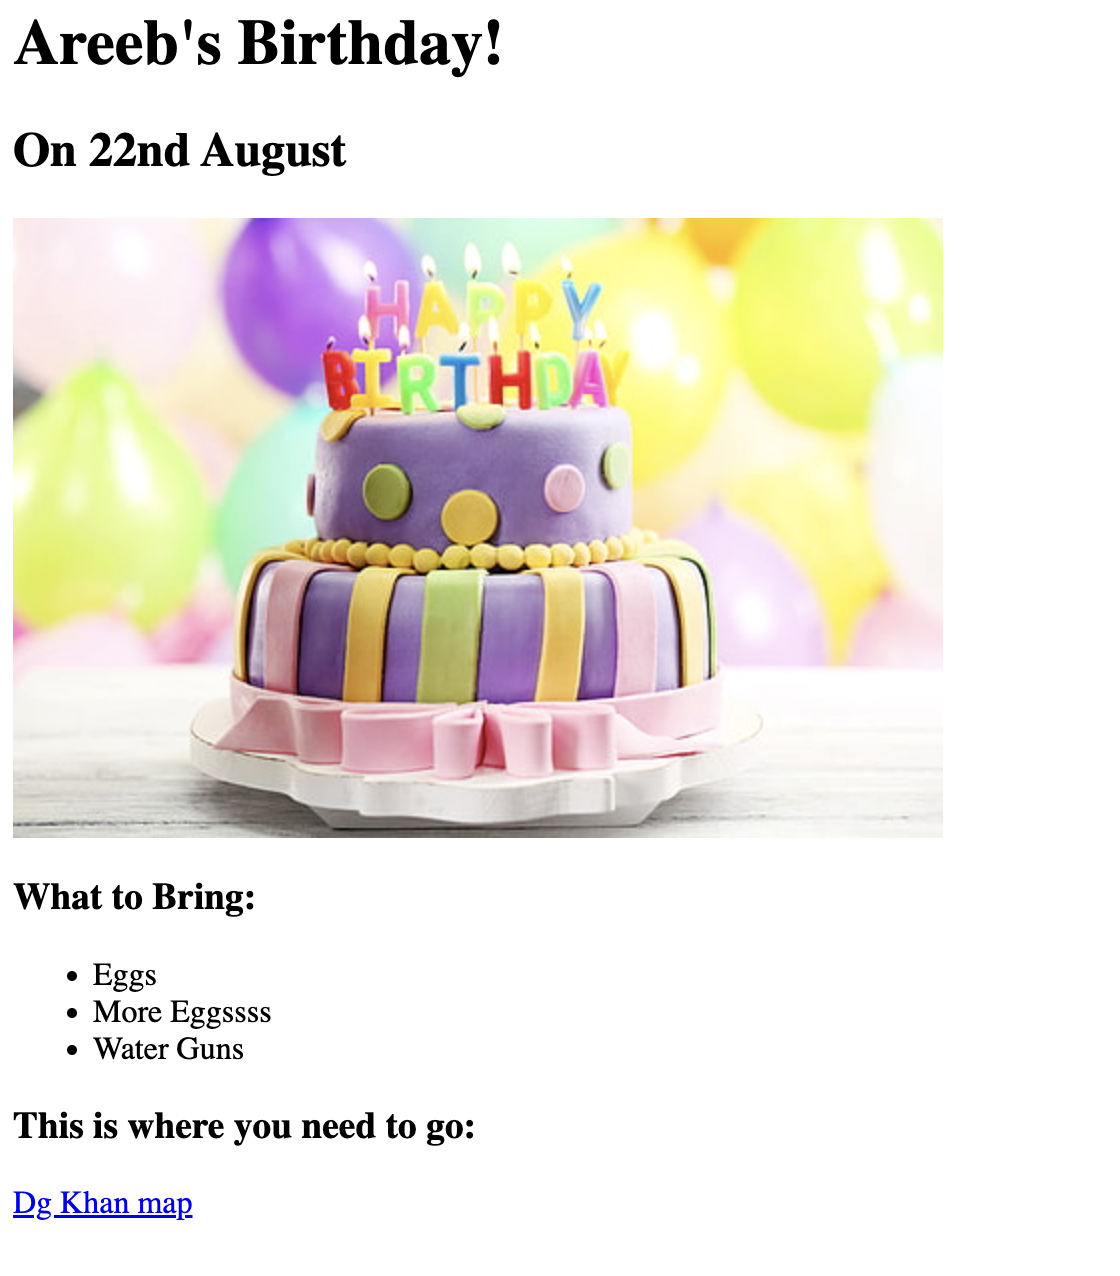 Areeb's Birthday!
On 22nd August
HAPPY
BIRTHDAY
What to Bring:
Eggs
More Eggssss
Water Guns
This is where you need to go:
Dg Khan map